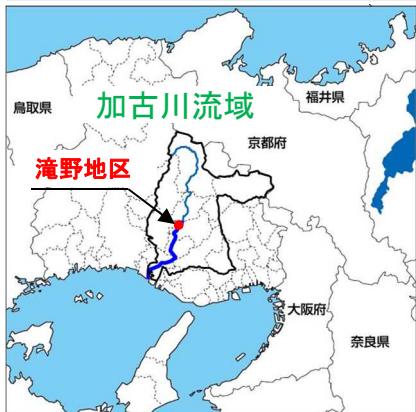 鳥取県
加古川流域
福井県
京都府
滝野地区
大阪府
奈良県